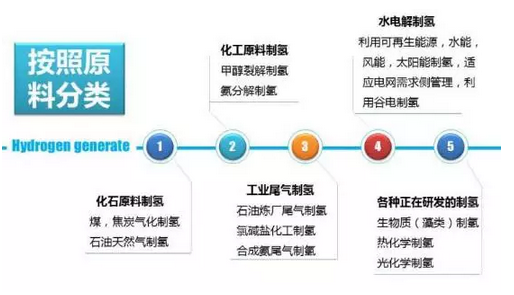 按照原
料分类
Hydrogen generate
1
化石原料制氢
煤，焦炭气化制氢
石油天然气制氢
2
化工原料制氢
甲醇裂解制氢
氨分解制氢
3
工业尾气制氢
石油炼厂尾气制氢
氯碱盐化工制氢
合成氨尾气制氢
4
水电解制氢
利用可再生能源，水能，
风能，太阳能制氢，适
应电网需求侧管理，利
用谷电制氢
5
各种正在研发的制氢
生物质（藻类）制氢
热化学制氢
光化学制氢